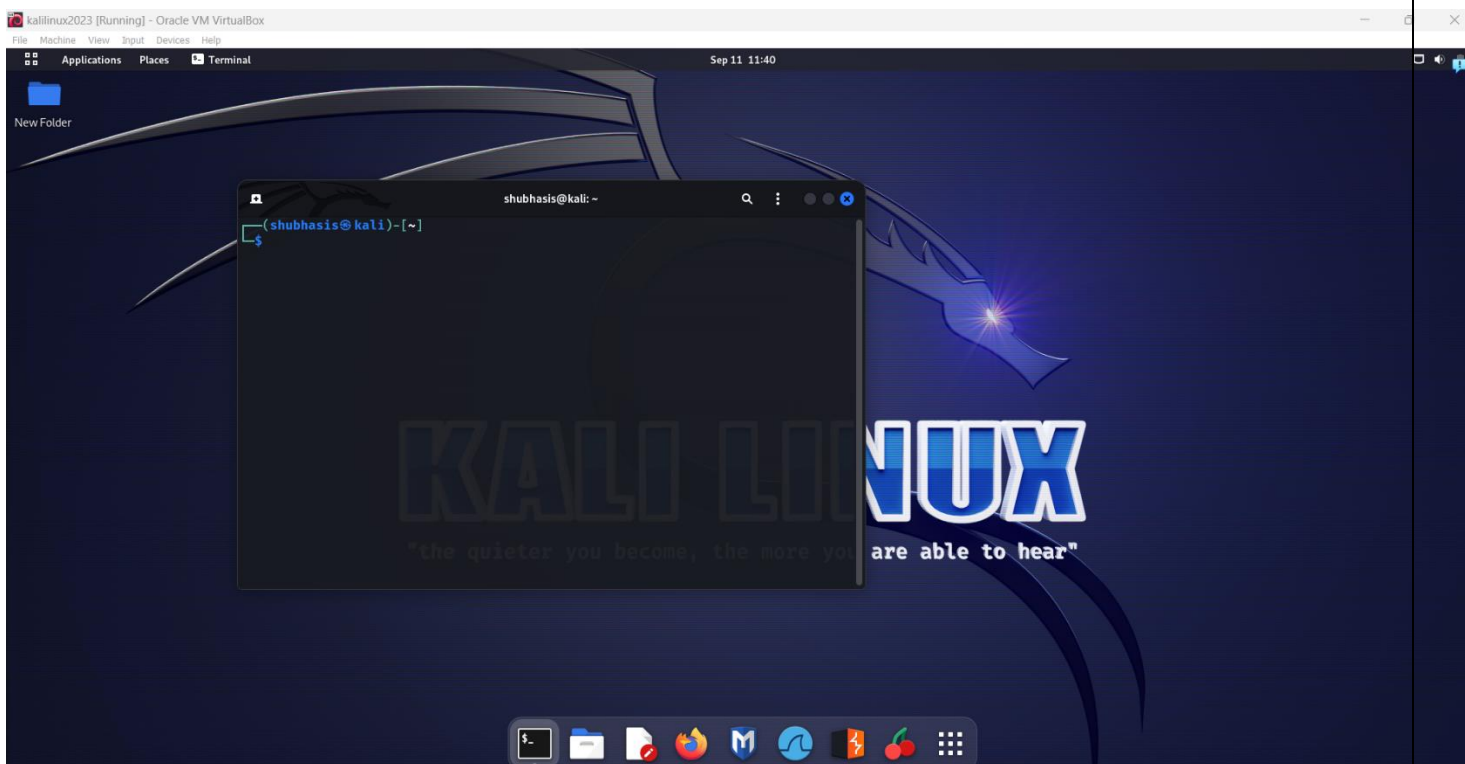 kalilinux2023 [Running] - Oracle VM VirtualBox
File Machine View Input Devices Help
Applications Places Terminal Sep 11 11:40
New Folder
shubhasis@kali: ~
(shubhasis㉿kali)-[~]
$
KALI LINUX
"the quieter you become, the more you are able to hear"